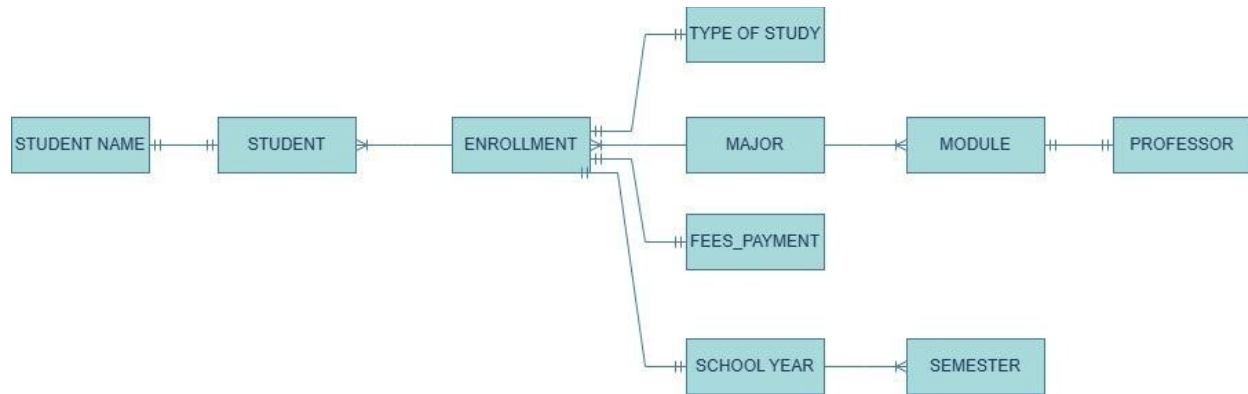 TYPE OF STUDY
STUDENT NAME
STUDENT
ENROLLMENT
MAJOR
MODULE
PROFESSOR
FEES_PAYMENT
SCHOOL YEAR
SEMESTER